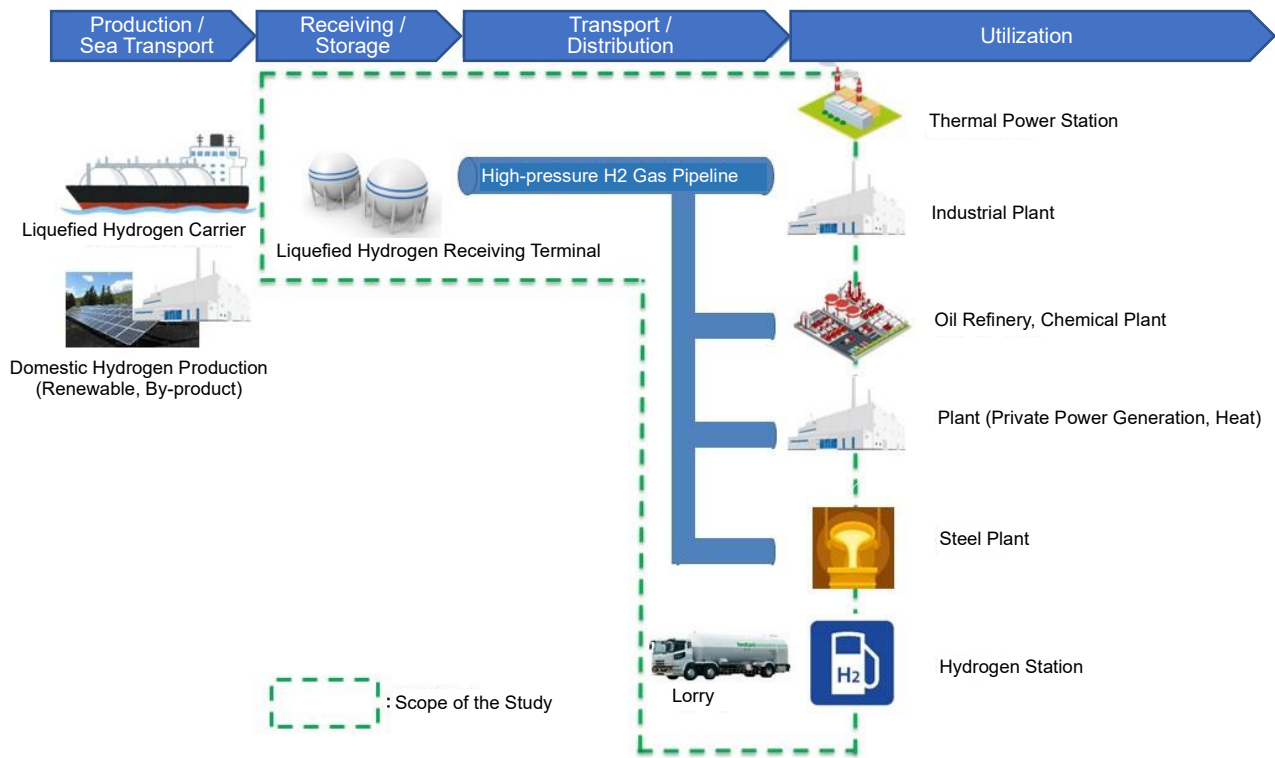 Production /
Sea Transport
Receiving /
Storage
Transport /
Distribution
Utilization
Thermal Power Station
High-pressure H2 Gas Pipeline
Liquefied Hydrogen Carrier
Industrial Plant
Liquefied Hydrogen Receiving Terminal
Oil Refinery, Chemical Plant
Domestic Hydrogen Production
(Renewable, By-product)
Plant (Private Power Generation, Heat)
Steel Plant
H2
Hydrogen Station
Lorry
: Scope of the Study